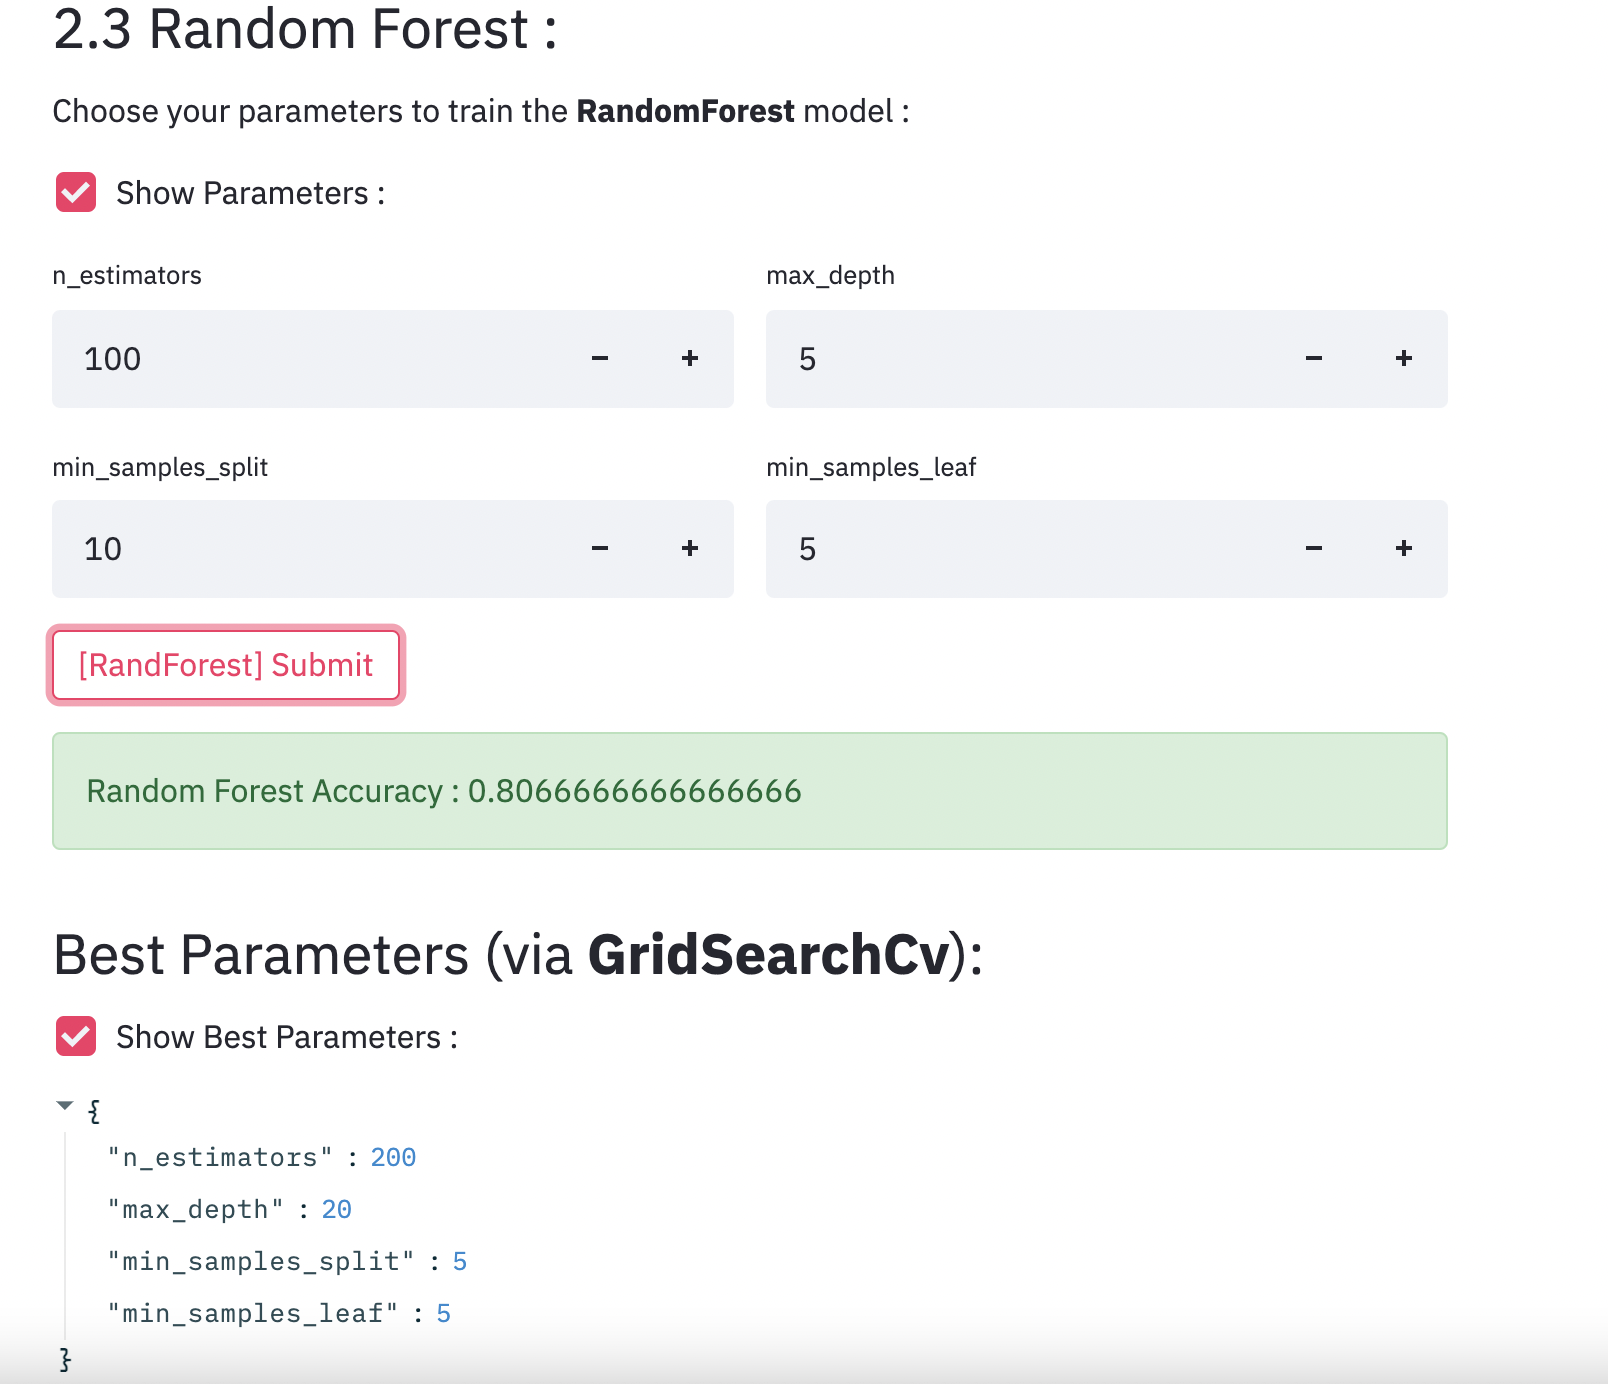 2.3 Random Forest :
Choose your parameters to train the RandomForest model :
Show Parameters :
n_estimators
max_depth
100 − +
5 − +
min_samples_split
min_samples_leaf
10 − +
5 − +
[RandForest] Submit
Random Forest Accuracy : 0.8066666666666666
Best Parameters (via GridSearchCv):
Show Best Parameters :
{
"n_estimators" : 200
"max_depth" : 20
"min_samples_split" : 5
"min_samples_leaf" : 5
}